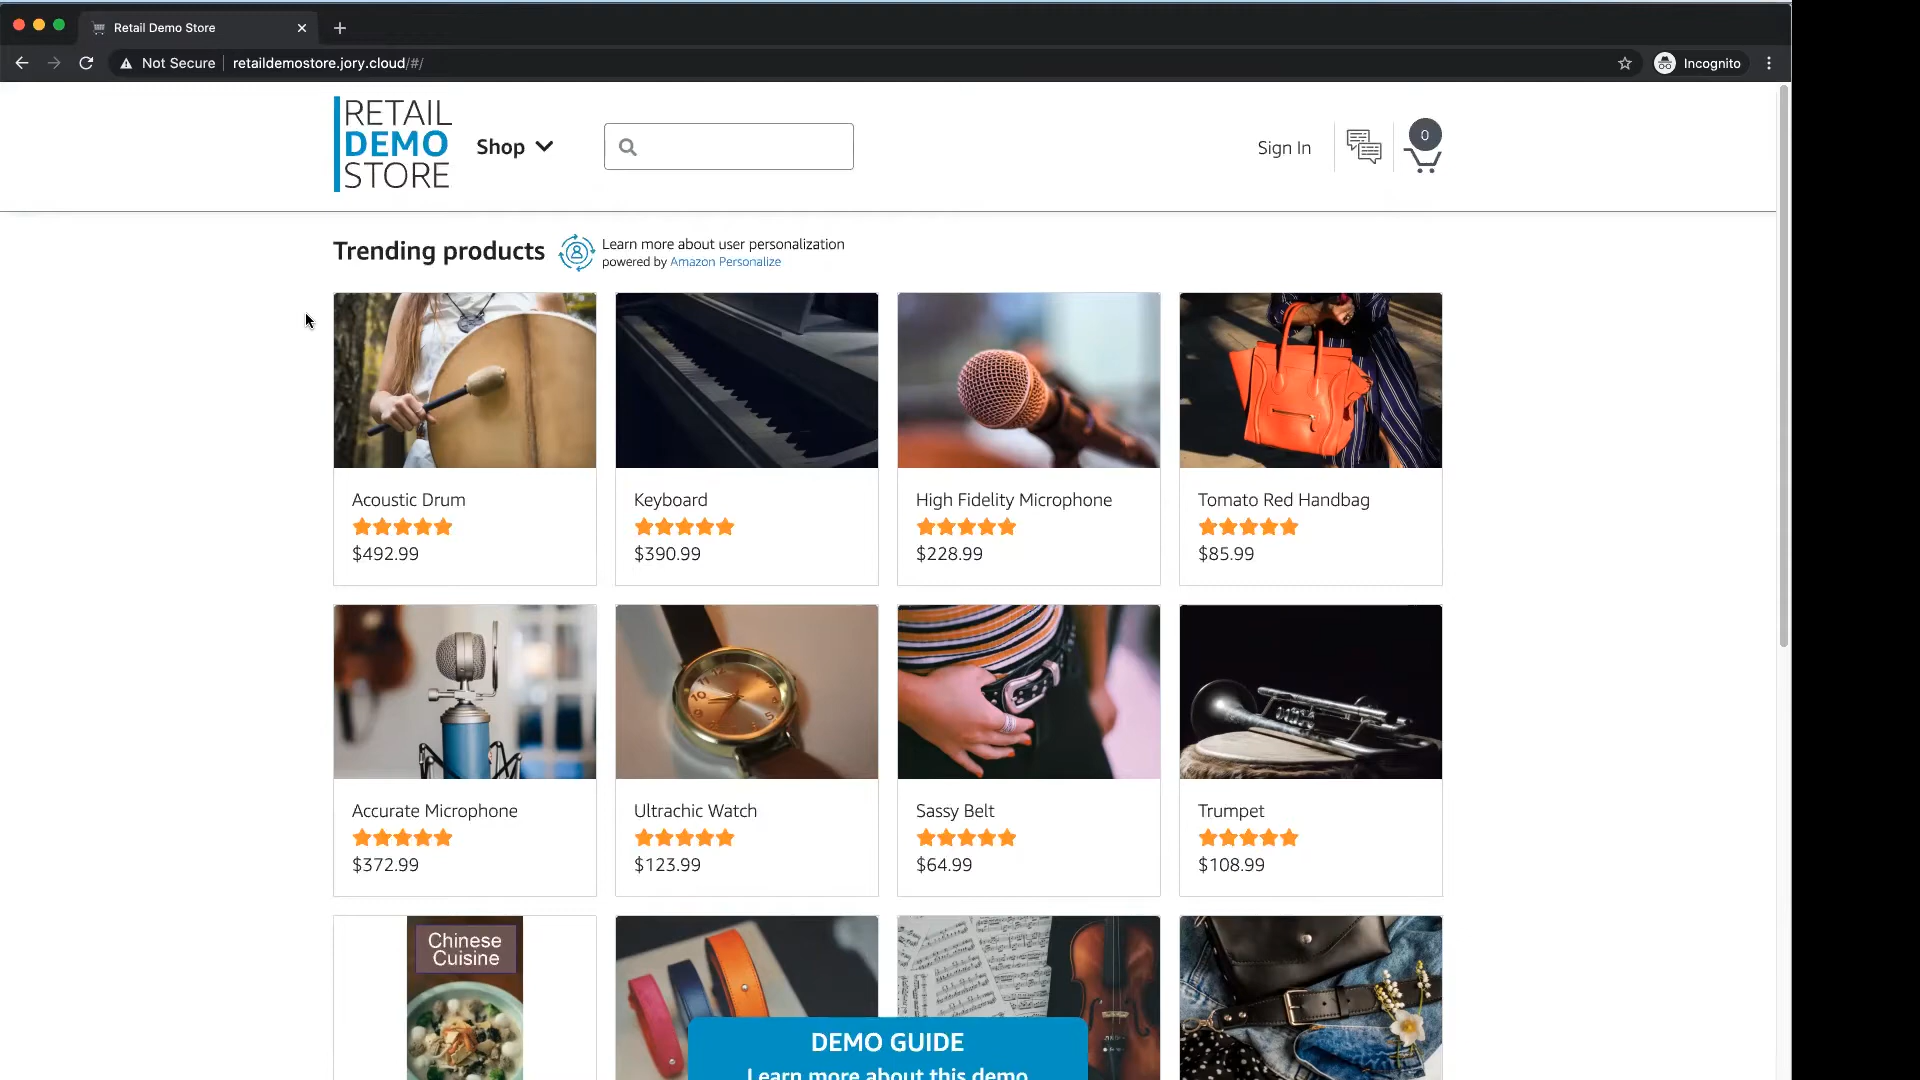 Retail Demo Store
Not Secure retaildemostore.jory.cloud/#/
Incognito
RETAIL
DEMO
STORE
Shop
Sign In
0
Trending products
Learn more about user personalization
powered by Amazon Personalize
Acoustic Drum
$492.99
Keyboard
$390.99
High Fidelity Microphone
$228.99
Tomato Red Handbag
$85.99
Accurate Microphone
$372.99
Ultrachic Watch
$123.99
Sassy Belt
$64.99
Trumpet
$108.99
Chinese
Cuisine
DEMO GUIDE
Learn more about this demo